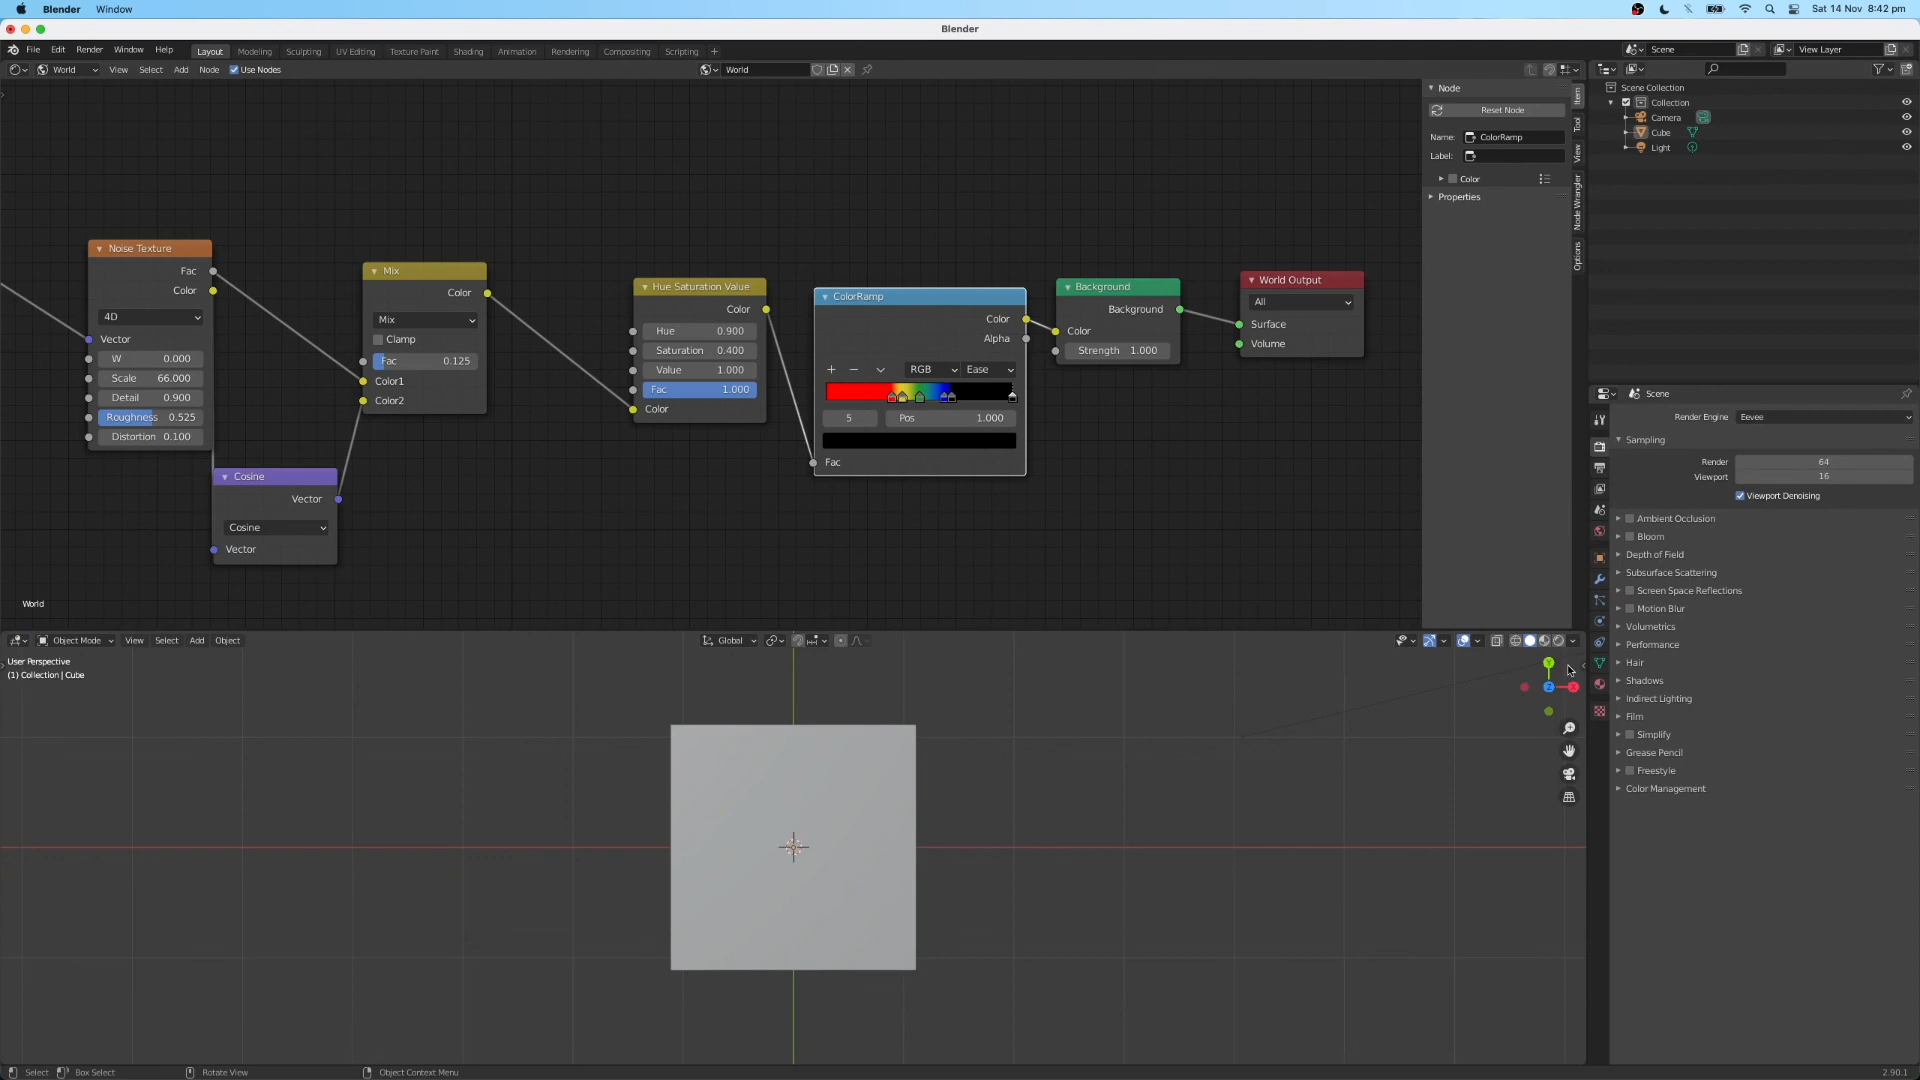 Blender Window Sat 14 Nov 8:42 pm
Blender
File Edit Render Window Help Layout Modeling Sculpting UV Editing Texture Paint Shading Animation Rendering Compositing Scripting + Scene View Layer
World View Select Add Node Use Nodes World
Node
Reset Node
Name: ColorRamp
Label:
Color
Properties
Item
Tool
View
Node Wrangler
Options
Scene Collection
Collection
Camera
Cube
Light
Noise Texture
Fac
Color
4D
Vector
W 0.000
Scale 66.000
Detail 0.900
Roughness 0.525
Distortion 0.100
Cosine
Vector
Cosine
Vector
Mix
Color
Mix
Clamp
Fac 0.125
Color1
Color2
Hue Saturation Value
Color
Hue 0.900
Saturation 0.400
Value 1.000
Fac 1.000
Color
ColorRamp
Color
Alpha
+ − RGB Ease
5 Pos 1.000
Fac
Background
Background
Color
Strength 1.000
World Output
All
Surface
Volume
World
Scene
Render Engine Eevee
Sampling
Render 64
Viewport 16
Viewport Denoising
Ambient Occlusion
Bloom
Depth of Field
Subsurface Scattering
Screen Space Reflections
Motion Blur
Volumetrics
Performance
Hair
Shadows
Indirect Lighting
Film
Simplify
Grease Pencil
Freestyle
Color Management
Object Mode View Select Add Object Global
User Perspective
(1) Collection | Cube
Y
Z X
Select Box Select Rotate View Object Context Menu 2.90.1